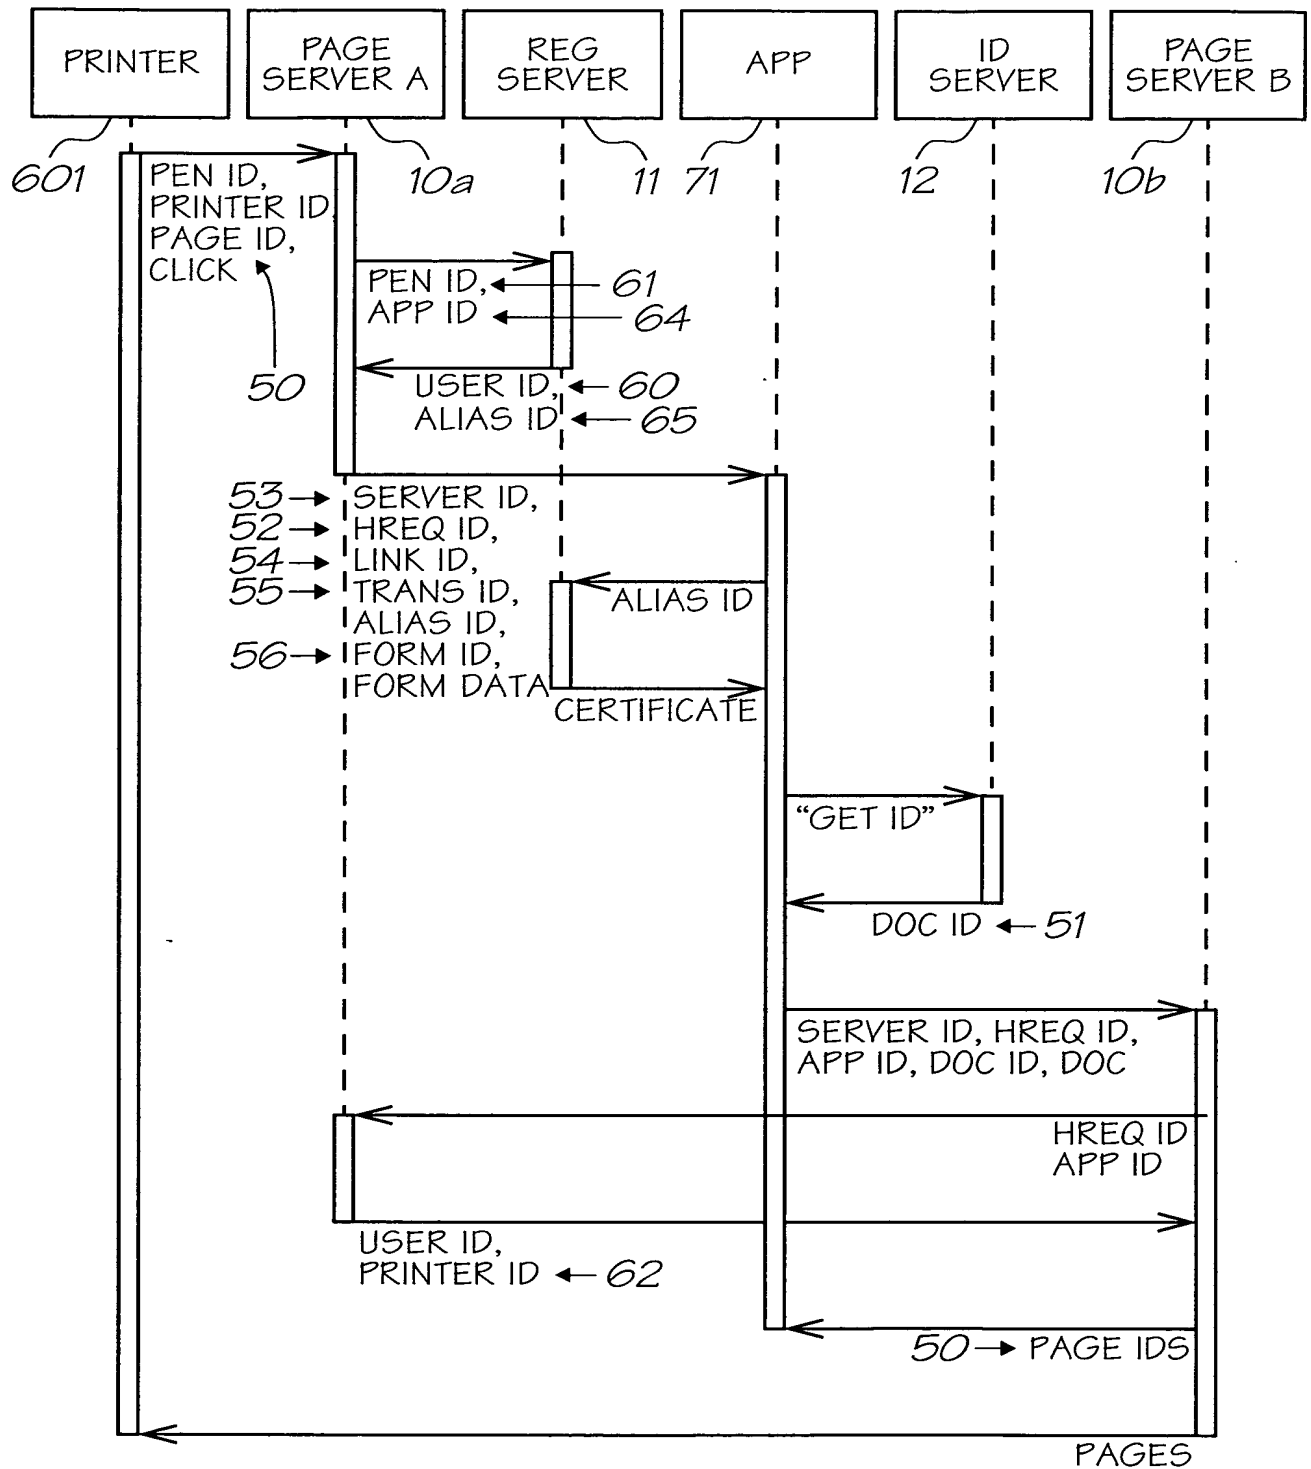 PRINTER
PAGE
SERVER A
REG
SERVER
APP
ID
SERVER
PAGE
SERVER B
601
10a
11
71
12
10b
PEN ID,
PRINTER ID
PAGE ID,
CLICK
50
PEN ID,
61
APP ID
64
USER ID,
60
ALIAS ID
65
53
SERVER ID,
52
HREQ ID,
54
LINK ID,
55
TRANS ID,
ALIAS ID,
56
FORM ID,
FORM DATA
ALIAS ID
CERTIFICATE
“GET ID”
DOC ID
51
SERVER ID, HREQ ID,
APP ID, DOC ID, DOC
HREQ ID
APP ID
USER ID,
PRINTER ID
62
50
PAGE IDS
PAGES